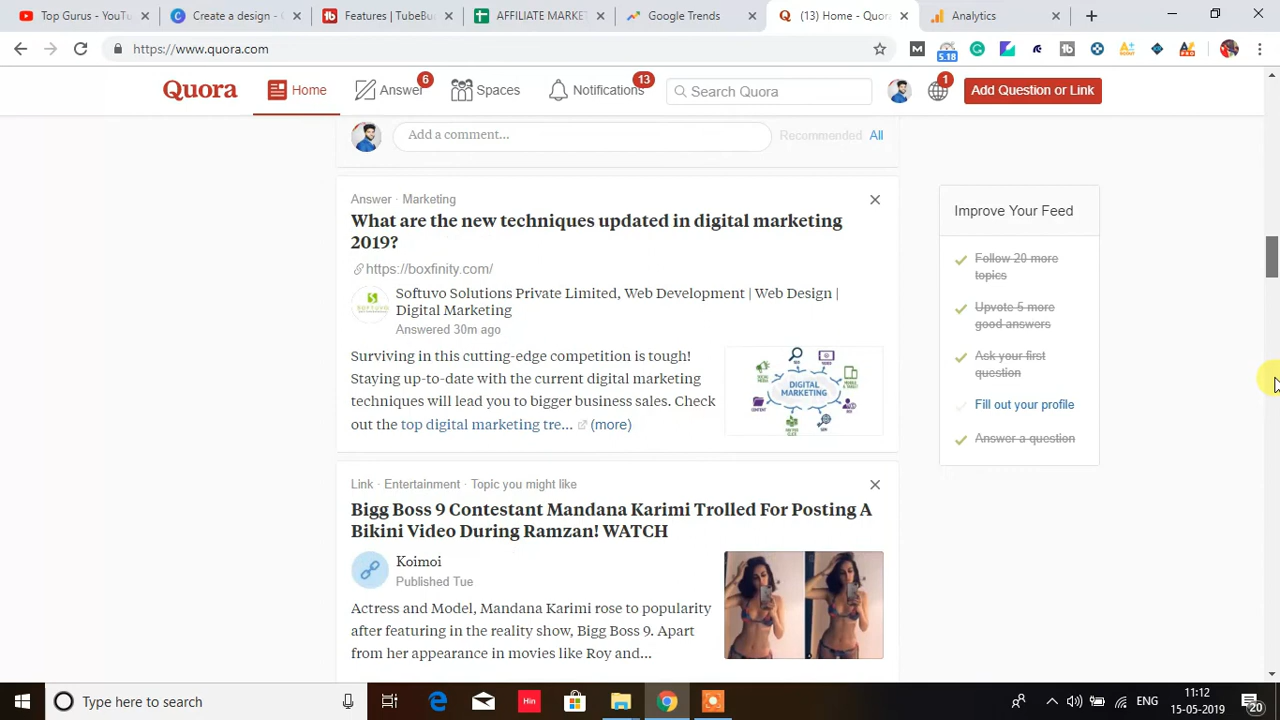 Top Gurus - YouTu
Create a design -
Features | TubeBu
AFFILIATE MARKE
Google Trends
(13) Home - Quora
Analytics
https://www.quora.com
5.18
Quora
Home
Answer
6
Spaces
Notifications
13
Search Quora
1
Add Question or Link
Add a comment...
Recommended
All
Answer · Marketing
What are the new techniques updated in digital marketing
2019?
https://boxfinity.com/
Softuvo Solutions Private Limited, Web Development | Web Design |
Digital Marketing
Answered 30m ago
Surviving in this cutting-edge competition is tough!
Staying up-to-date with the current digital marketing
techniques will lead you to bigger business sales. Check
out the top digital marketing tre... (more)
DIGITAL
MARKETING
Link · Entertainment · Topic you might like
Bigg Boss 9 Contestant Mandana Karimi Trolled For Posting A
Bikini Video During Ramzan! WATCH
Koimoi
Published Tue
Actress and Model, Mandana Karimi rose to popularity
after featuring in the reality show, Bigg Boss 9. Apart
from her appearance in movies like Roy and...
Improve Your Feed
Follow 20 more
topics
Upvote 5 more
good answers
Ask your first
question
Fill out your profile
Answer a question
Type here to search
Hin
ENG
11:12
15-05-2019
20